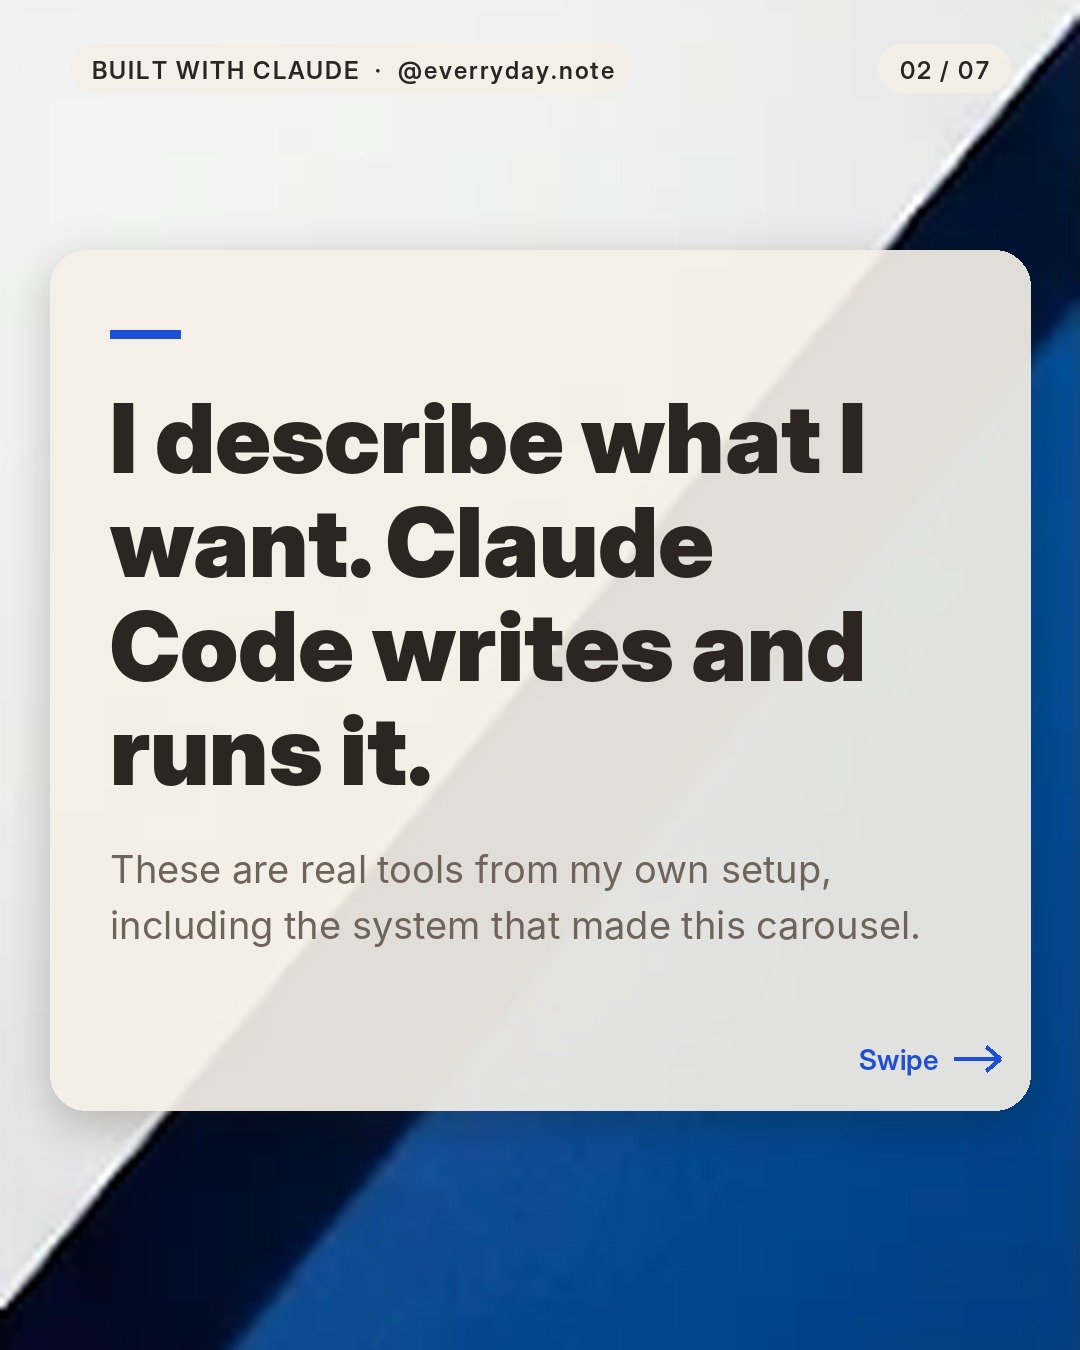 BUILT WITH CLAUDE · @everryday.note
02 / 07
I describe what I
want. Claude
Code writes and
runs it.
These are real tools from my own setup,
including the system that made this carousel.
Swipe →